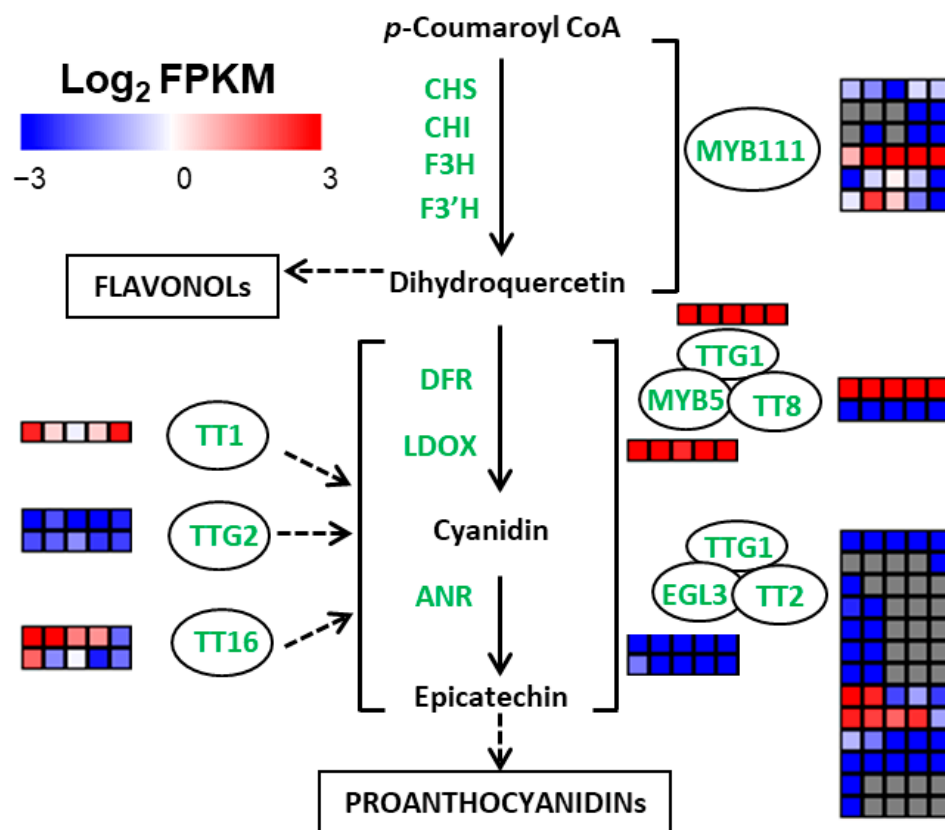 p-Coumaroyl CoA
Log2 FPKM
−3 0 3
CHS
CHI
F3H
F3’H
MYB111
FLAVONOLs
Dihydroquercetin
TTG1
MYB5
TT8
DFR
LDOX
TT1
TTG2
TT16
Cyanidin
TTG1
EGL3
TT2
ANR
Epicatechin
PROANTHOCYANIDINs